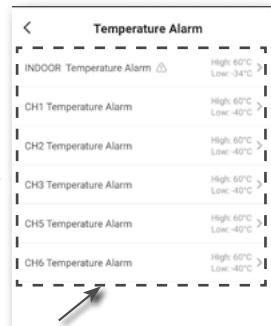 Temperature Alarm
INDOOR Temperature Alarm
High: 60°C
Low: -34°C
CH1 Temperature Alarm
High: 60°C
Low: -40°C
CH2 Temperature Alarm
High: 60°C
Low: -40°C
CH3 Temperature Alarm
High: 60°C
Low: -40°C
CH5 Temperature Alarm
High: 60°C
Low: -40°C
CH6 Temperature Alarm
High: 60°C
Low: -40°C